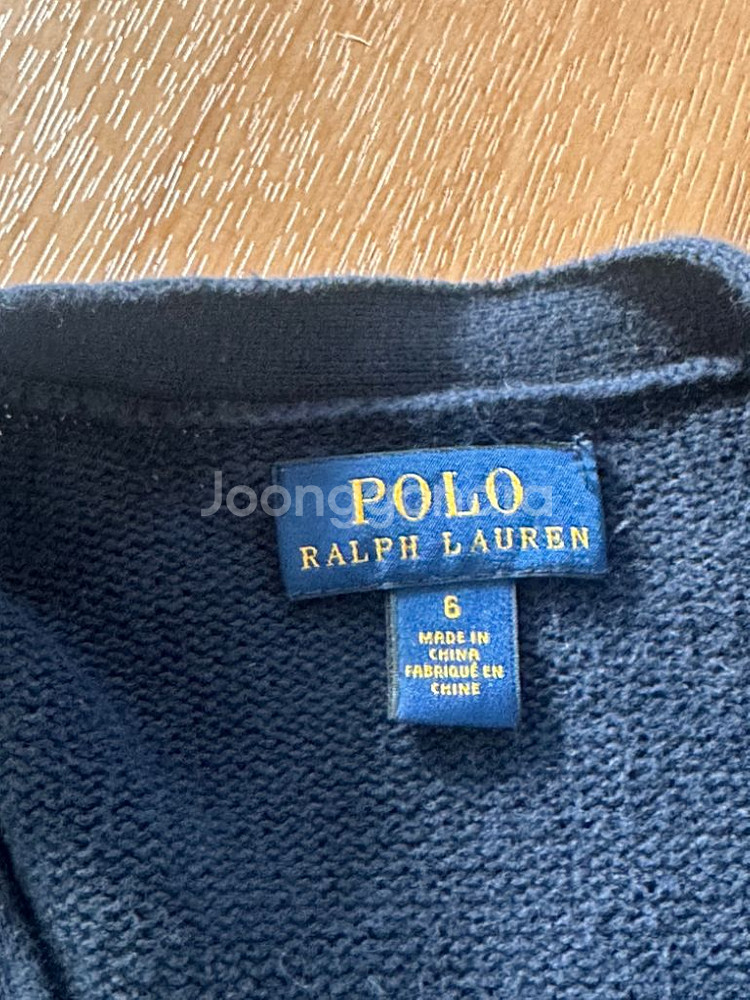 POLO
RALPH LAUREN
6
MADE IN
CHINA
FABRIQUÉ EN
CHINE